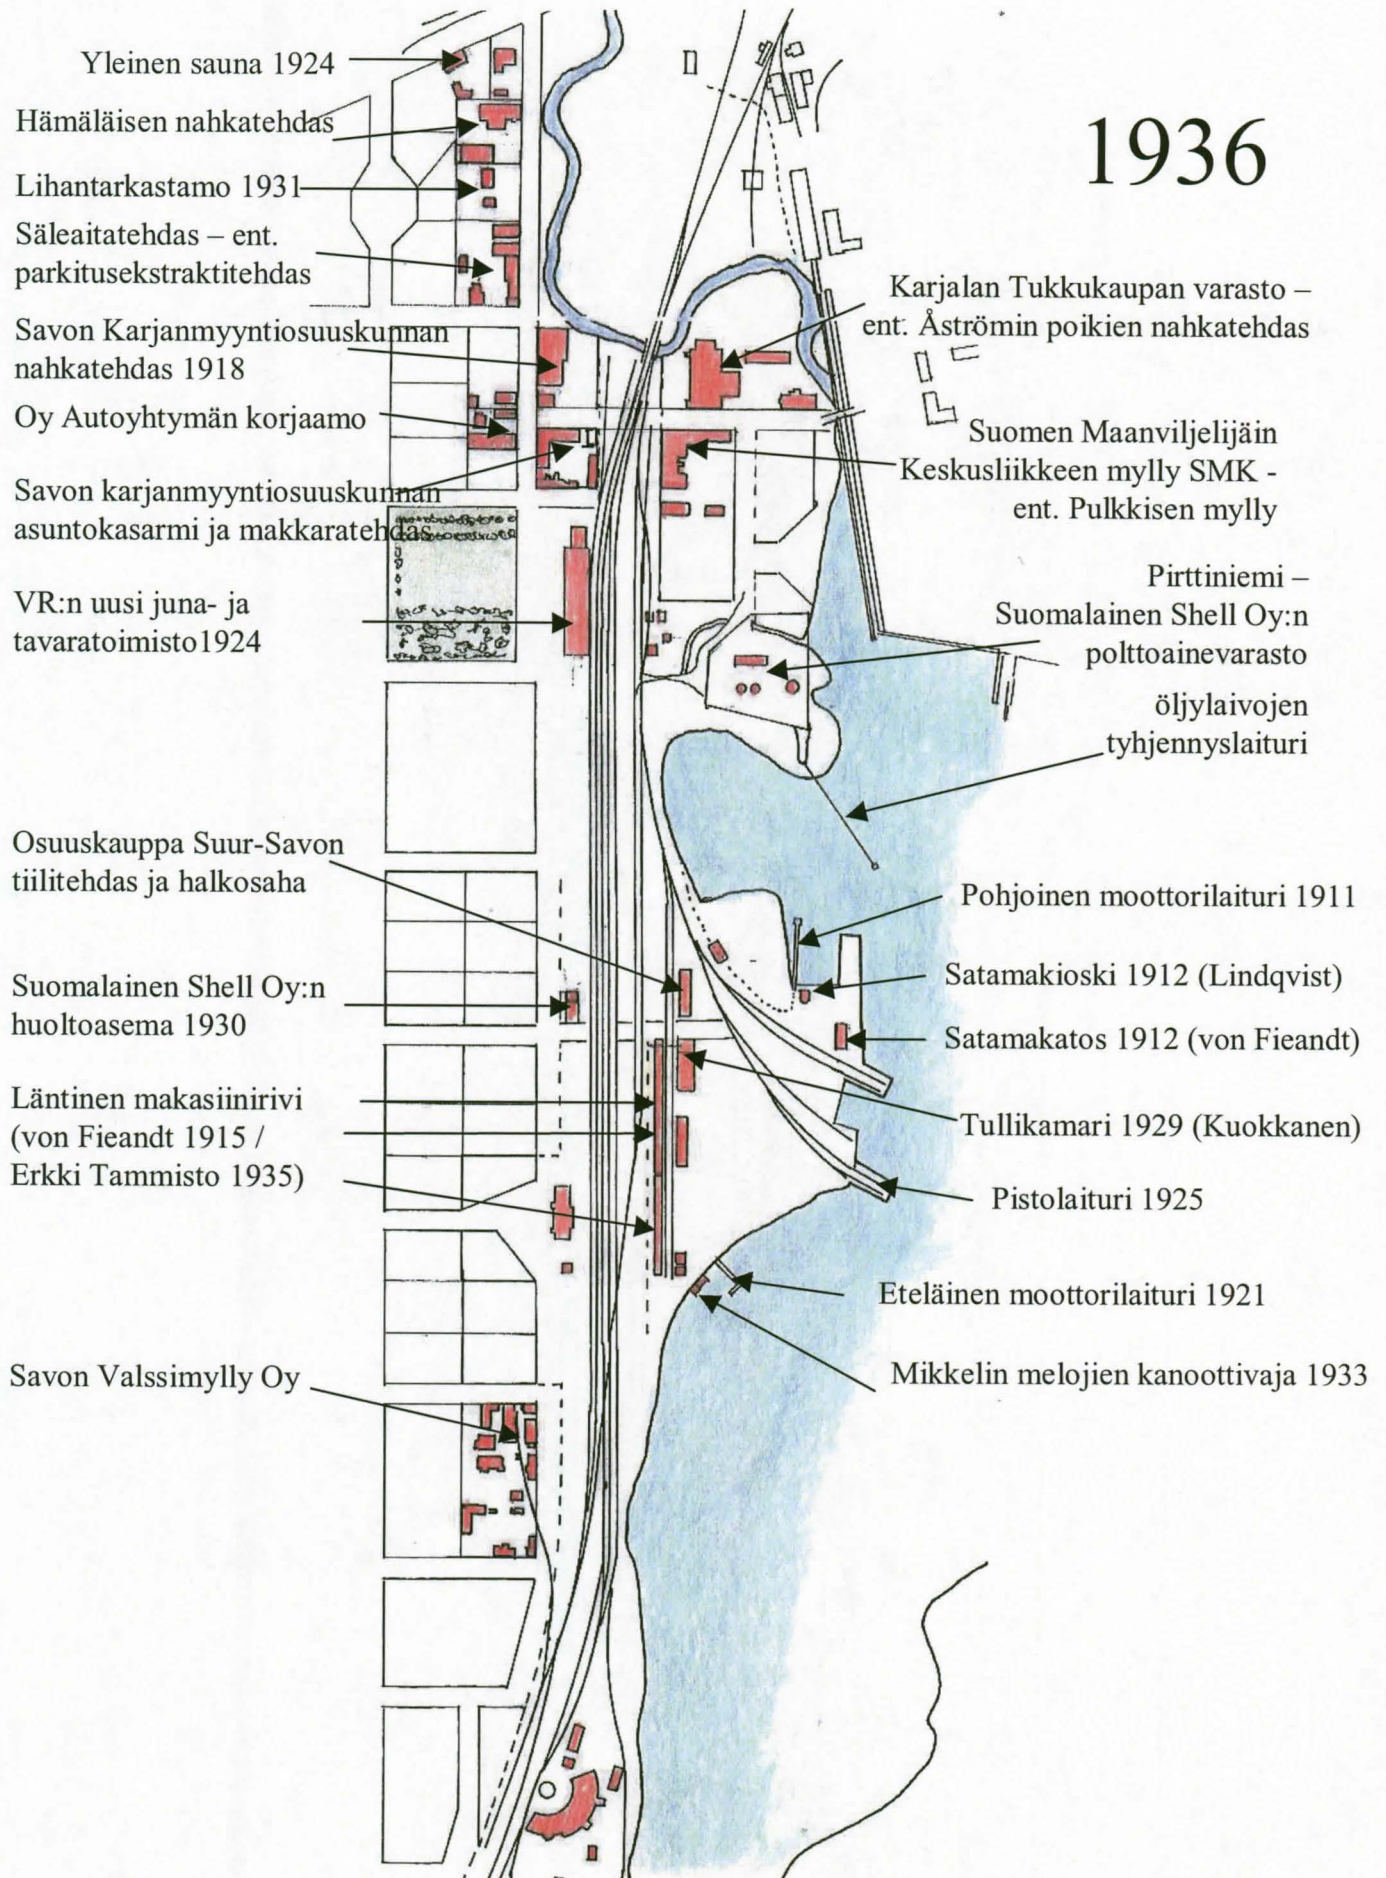 1936
Yleinen sauna 1924
Hämäläisen nahkatehdas
Lihantarkastamo 1931
Säleaitatehdas – ent.
parkitusekstraktitehdas
Savon Karjanmyyntiosuuskunnan
nahkatehdas 1918
Oy Autoyhtymän korjaamo
Savon karjanmyyntiosuuskunnan
asuntokasarmi ja makkaratehdas
VR:n uusi juna- ja
tavaratoimisto1924
Osuuskauppa Suur-Savon
tiilitehdas ja halkosaha
Suomalainen Shell Oy:n
huoltoasema 1930
Läntinen makasiinirivi
(von Fieandt 1915 /
Erkki Tammisto 1935)
Savon Valssimylly Oy
Karjalan Tukkukaupan varasto –
ent. Åströmin poikien nahkatehdas
Suomen Maanviljelijäin
Keskusliikkeen mylly SMK -
ent. Pulkkisen mylly
Pirttiniemi –
Suomalainen Shell Oy:n
polttoainevarasto
öljylaivojen
tyhjennyslaituri
Pohjoinen moottorilaituri 1911
Satamakioski 1912 (Lindqvist)
Satamakatos 1912 (von Fieandt)
Tullikamari 1929 (Kuokkanen)
Pistolaituri 1925
Eteläinen moottorilaituri 1921
Mikkelin melojien kanoottivaja 1933